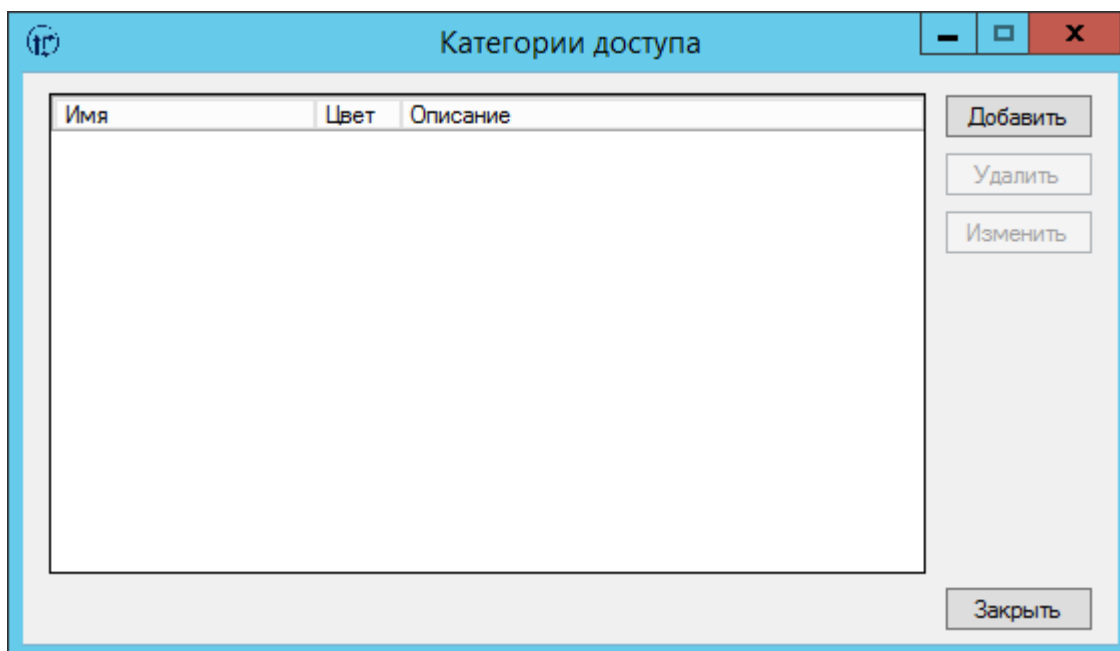 Категории доступа
Имя Цвет Описание
Добавить
Удалить
Изменить
Закрыть